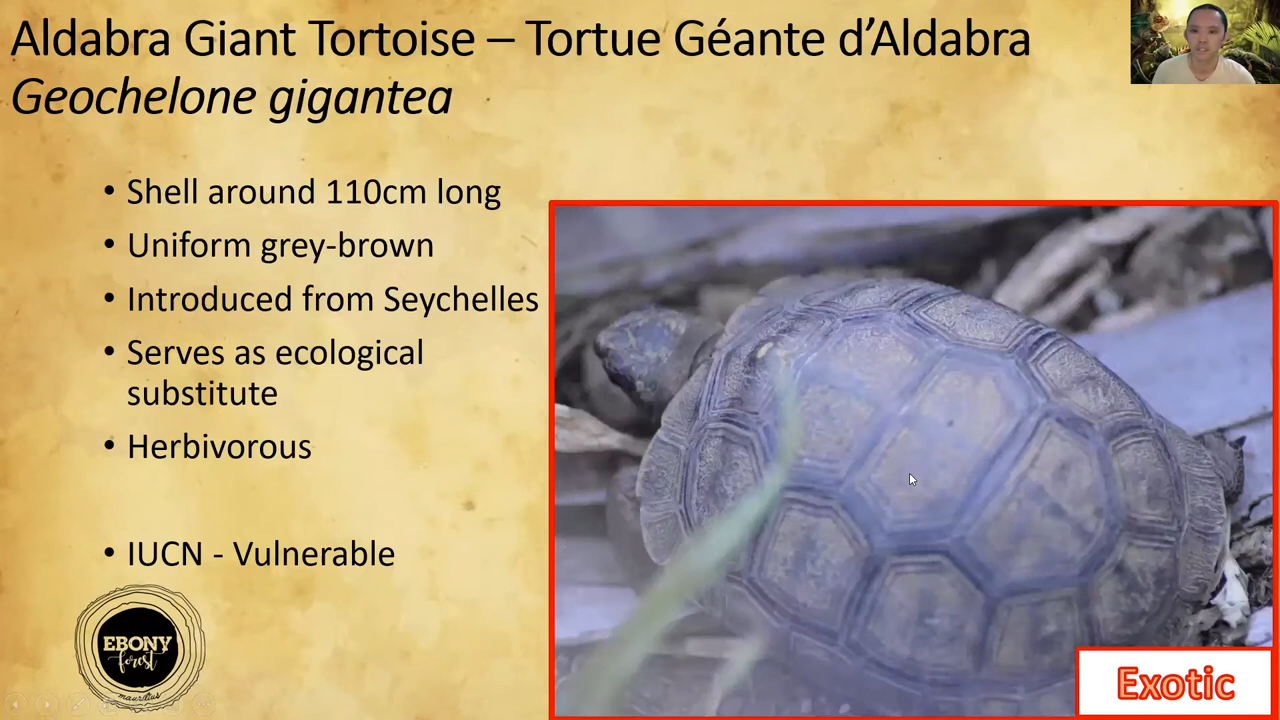 Aldabra Giant Tortoise – Tortue Géante d’Aldabra
Geochelone gigantea
• Shell around 110cm long
• Uniform grey-brown
• Introduced from Seychelles
• Serves as ecological
substitute
• Herbivorous
• IUCN - Vulnerable
EBONY
forest
mauritius
Exotic